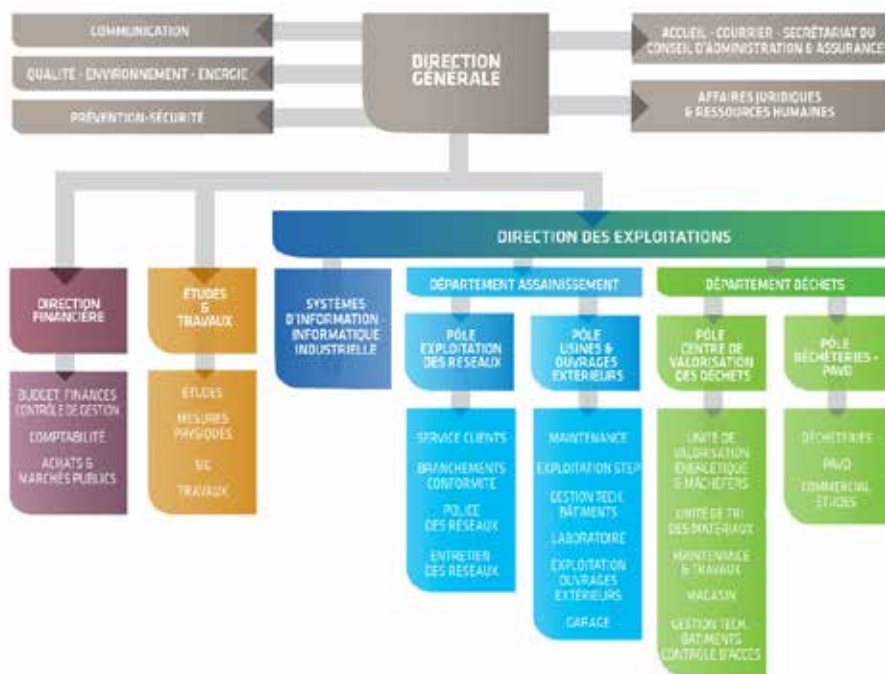 COMMUNICATION
QUALITÉ - ENVIRONNEMENT - ENERGIE
PRÉVENTION-SÉCURITÉ
DIRECTION
GÉNÉRALE
ACCUEIL - COURRIER - SECRÉTARIAT DU
CONSEIL D'ADMINISTRATION & ASSURANCE
AFFAIRES JURIDIQUES
& RESSOURCES HUMAINES
DIRECTION DES EXPLOITATIONS
DIRECTION
FINANCIÈRE
BUDGET, FINANCES
CONTRÔLE DE GESTION
COMPTABILITÉ
ACHATS &
MARCHÉS PUBLICS
ÉTUDES
&
TRAVAUX
ÉTUDES
MESURES
PHYSIQUES
SIG
TRAVAUX
SYSTÈMES
D'INFORMATION -
INFORMATIQUE
INDUSTRIELLE
DÉPARTEMENT ASSAINISSEMENT
PÔLE
EXPLOITATION
DES RÉSEAUX
SERVICE CLIENTS
BRANCHEMENTS
CONFORMITÉ
POLICE
DES RÉSEAUX
ENTRETIEN
DES RÉSEAUX
PÔLE
USINES &
OUVRAGES
EXTÉRIEURS
MAINTENANCE
EXPLOITATION STEP
GESTION TECH.
BÂTIMENTS
LABORATOIRE
EXPLOITATION
OUVRAGES
EXTÉRIEURS
GARAGE
DÉPARTEMENT DÉCHETS
PÔLE
CENTRE DE
VALORISATION
DES DÉCHETS
UNITÉ DE
VALORISATION
ENERGÉTIQUE
& MÂCHEFERS
UNITÉ DE TRI
DES MATÉRIAUX
MAINTENANCE
& TRAVAUX
MAGASIN
GESTION TECH.
BÂTIMENTS
CONTRÔLE D'ACCÈS
PÔLE
DÉCHÈTERIES -
PAVD
DÉCHÈTERIES
PAVD
COMMERCIAL
ÉTUDES